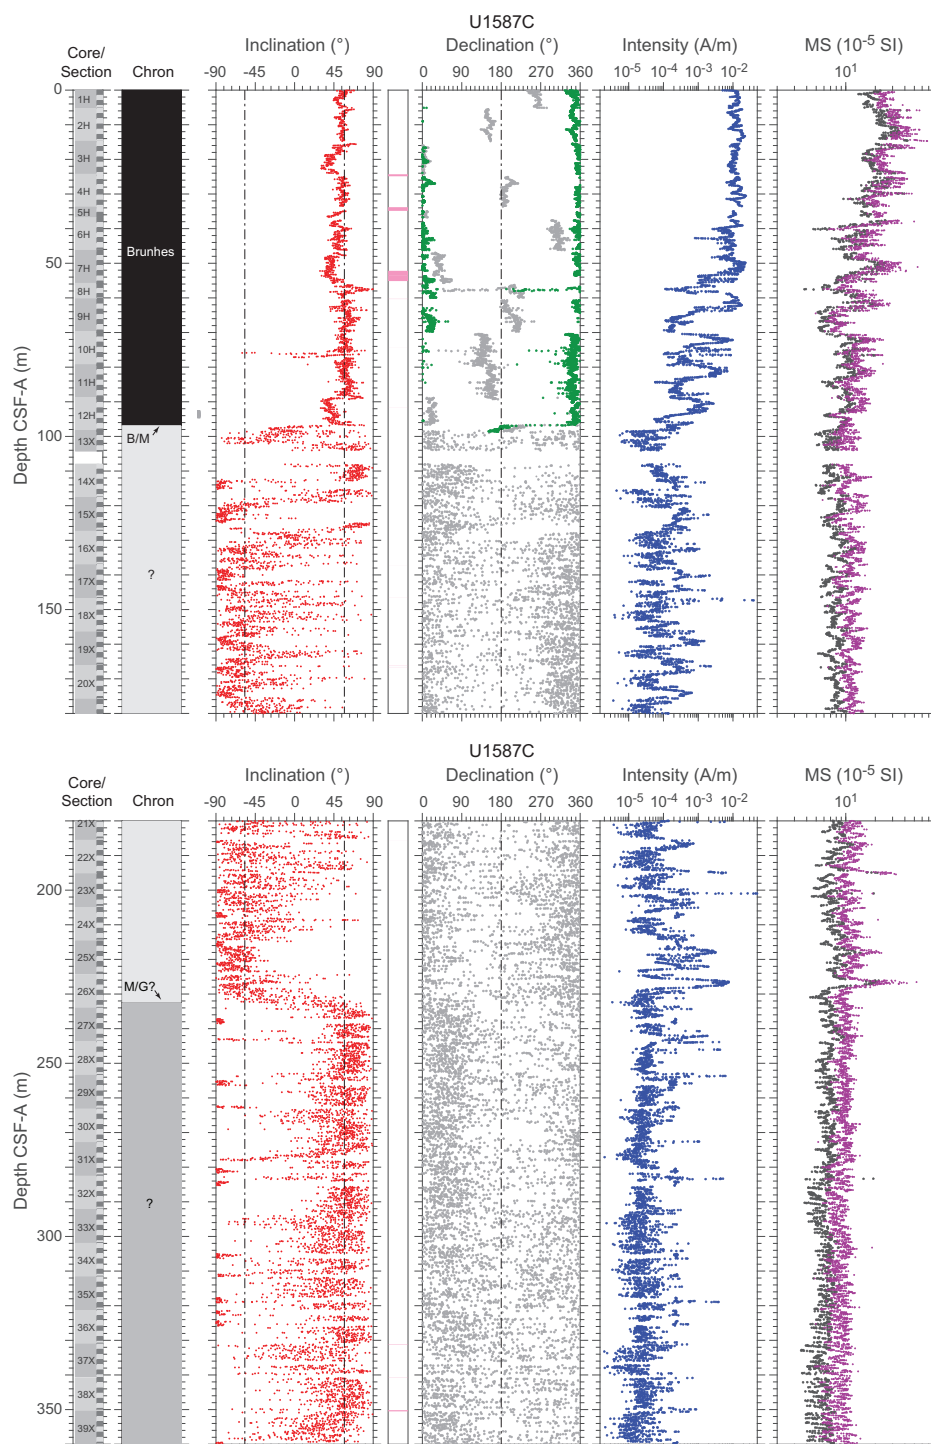 U1587C
Core/
Section
Chron
Inclination (°)
Declination (°)
Intensity (A/m)
MS (10-5 SI)
-90 -45 0 45 90
0 90 180 270 360
10-5 10-4 10-3 10-2
101
0
1H
2H
3H
4H
5H
6H
Brunhes
50
7H
8H
9H
10H
11H
12H
100
13X
B/M
14X
15X
16X
17X
?
150
18X
19X
20X
Depth CSF-A (m)
U1587C
Core/
Section
Chron
Inclination (°)
Declination (°)
Intensity (A/m)
MS (10-5 SI)
-90 -45 0 45 90
0 90 180 270 360
10-5 10-4 10-3 10-2
101
21X
22X
200
23X
24X
25X
26X
M/G?
27X
250
28X
29X
30X
31X
32X
?
300
33X
34X
35X
36X
37X
38X
350
39X
Depth CSF-A (m)